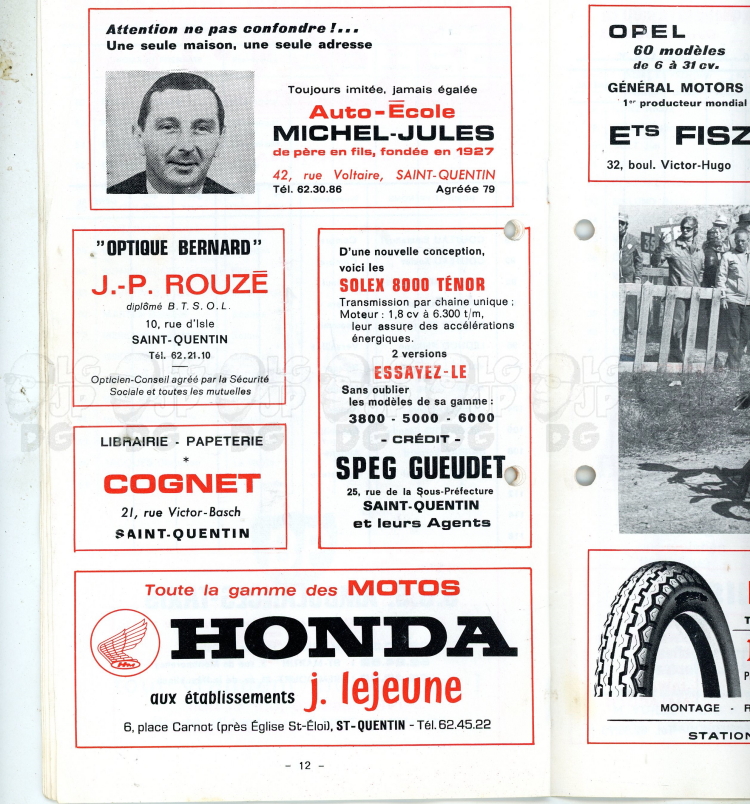 Attention ne pas confondre !...
Une seule maison, une seule adresse
Toujours imitée, jamais égalée
Auto-École
MICHEL-JULES
de père en fils, fondée en 1927
42, rue Voltaire, SAINT-QUENTIN
Tél. 62.30.86 Agréée 79
"OPTIQUE BERNARD"
J.-P. ROUZÉ
diplômé B.T.S.O.L.
10, rue d'Isle
SAINT-QUENTIN
Tél. 62.21.10
Opticien-Conseil agréé par la Sécurité
Sociale et toutes les mutuelles
LIBRAIRIE - PAPETERIE
*
COGNET
21, rue Victor-Basch
SAINT-QUENTIN
D'une nouvelle conception,
voici les
SOLEX 8000 TÉNOR
Transmission par chaine unique ;
Moteur : 1,8 cv à 6.300 t/m,
leur assure des accélérations
énergiques.
2 versions
ESSAYEZ-LE
Sans oublier
les modèles de sa gamme :
3800 - 5000 - 6000
- CRÉDIT -
SPEG GUEUDET
25, rue de la Sous-Préfecture
SAINT-QUENTIN
et leurs Agents
Toute la gamme des MOTOS
HONDA
aux établissements j. lejeune
6, place Carnot (près Église St-Éloi), ST-QUENTIN - Tél. 62.45.22
- 12 -
OPEL
60 modèles
de 6 à 31 cv.
GÉNÉRAL MOTORS
1er producteur mondial
ETS FISZ
32, boul. Victor-Hugo
MONTAGE - R
STATION
LG JP DG